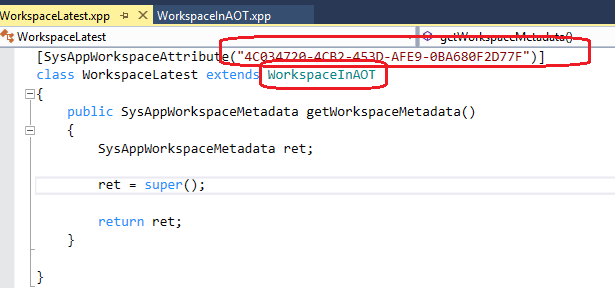 WorkspaceLatest.xpp WorkspaceInAOT.xpp
WorkspaceLatest getWorkspaceMetadata()
[SysAppWorkspaceAttribute("4C034720-4CB2-453D-AFE9-0BA680F2D77F")]
class WorkspaceLatest extends WorkspaceInAOT
{
public SysAppWorkspaceMetadata getWorkspaceMetadata()
{
SysAppWorkspaceMetadata ret;
ret = super();
return ret;
}
}